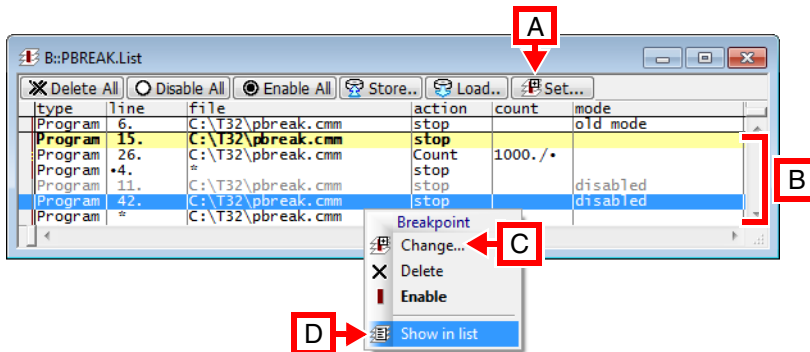 A
B::PBREAK.List
Delete All Disable All Enable All Store.. Load.. Set...
type line file action count mode
Program 6. C:\T32\pbreak.cmm stop old mode
Program 15. C:\T32\pbreak.cmm stop
Program 26. C:\T32\pbreak.cmm Count 1000./•
Program •4. * stop
B
Program 11. C:\T32\pbreak.cmm stop disabled
Program 42. C:\T32\pbreak.cmm stop disabled
Program * C:\T32\pbreak.cmm
Breakpoint
Change... C
Delete
Enable
D Show in list